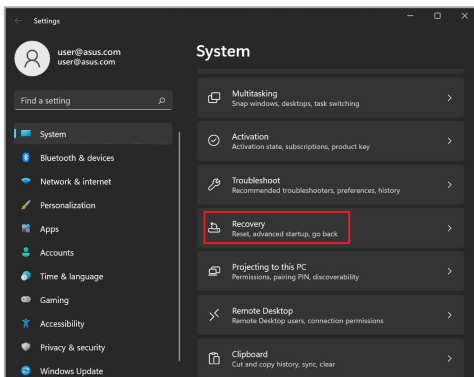 Settings
user@asus.com
user@asus.com
Find a setting
System
Bluetooth & devices
Network & internet
Personalization
Apps
Accounts
Time & language
Gaming
Accessibility
Privacy & security
Windows Update
System
Multitasking
Snap windows, desktops, task switching
Activation
Activation state, subscriptions, product key
Troubleshoot
Recommended troubleshooters, preferences, history
Recovery
Reset, advanced startup, go back
Projecting to this PC
Permissions, pairing PIN, discoverability
Remote Desktop
Remote Desktop users, connection permissions
Clipboard
Cut and copy history, sync, clear